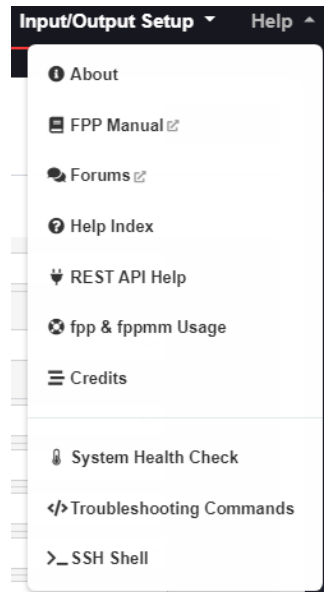 Input/Output Setup Help
About
FPP Manual
Forums
Help Index
REST API Help
fpp & fppmm Usage
Credits
System Health Check
Troubleshooting Commands
SSH Shell